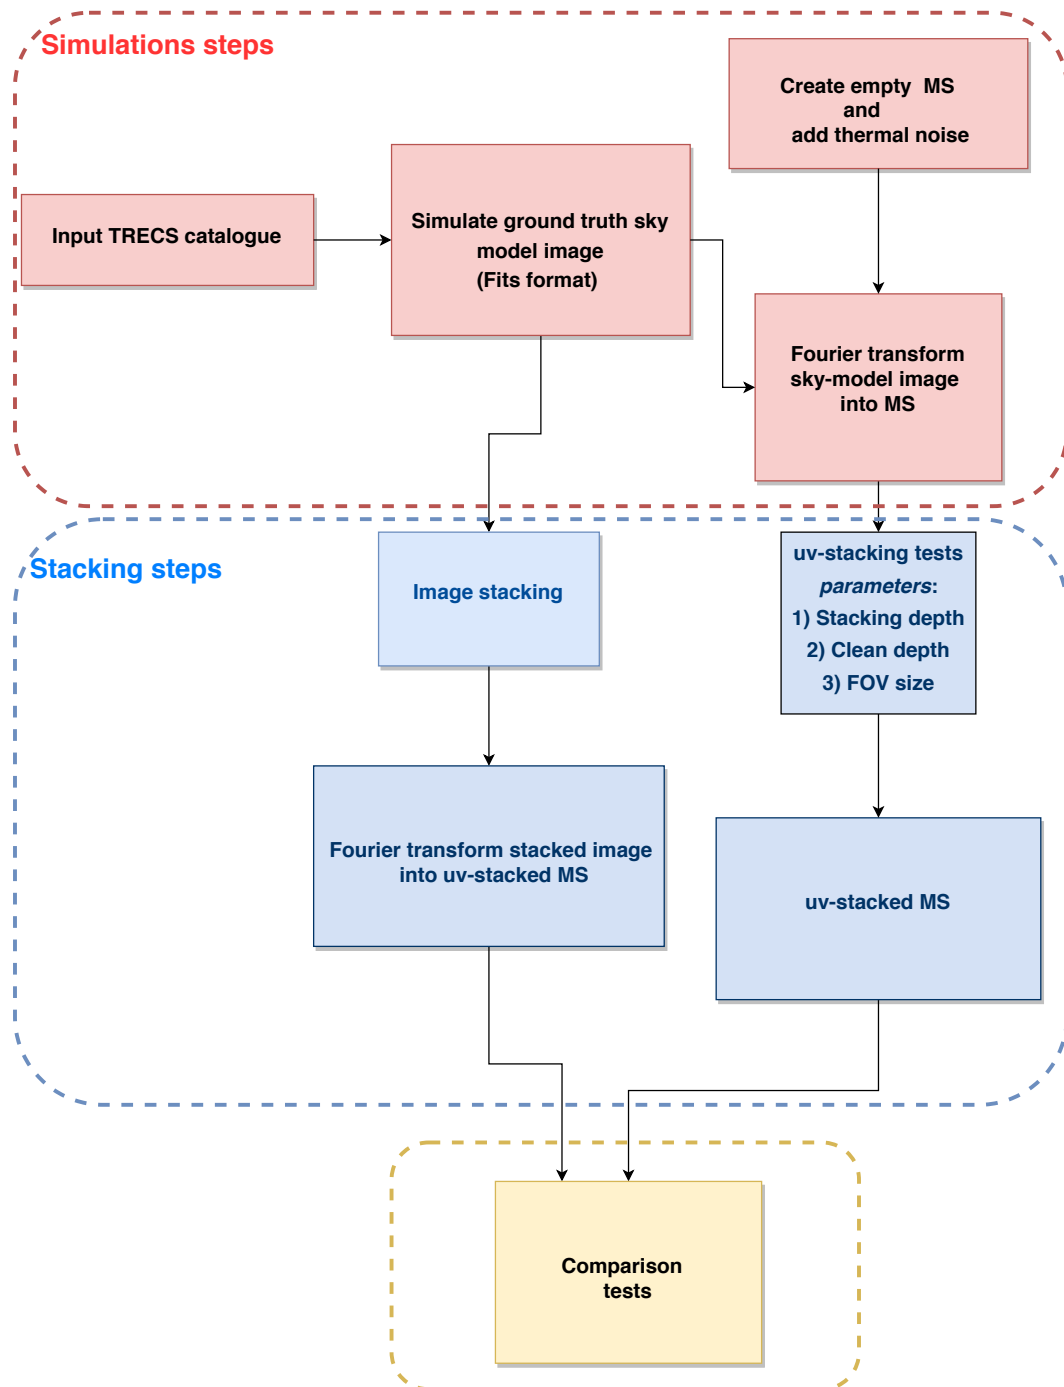 Simulations steps
Create empty MS
and
add thermal noise
Input TRECS catalogue
Simulate ground truth sky
model image
(Fits format)
Fourier transform
sky-model image
into MS
Stacking steps
Image stacking
uv-stacking tests
parameters:
1) Stacking depth
2) Clean depth
3) FOV size
Fourier transform stacked image
into uv-stacked MS
uv-stacked MS
Comparison
tests